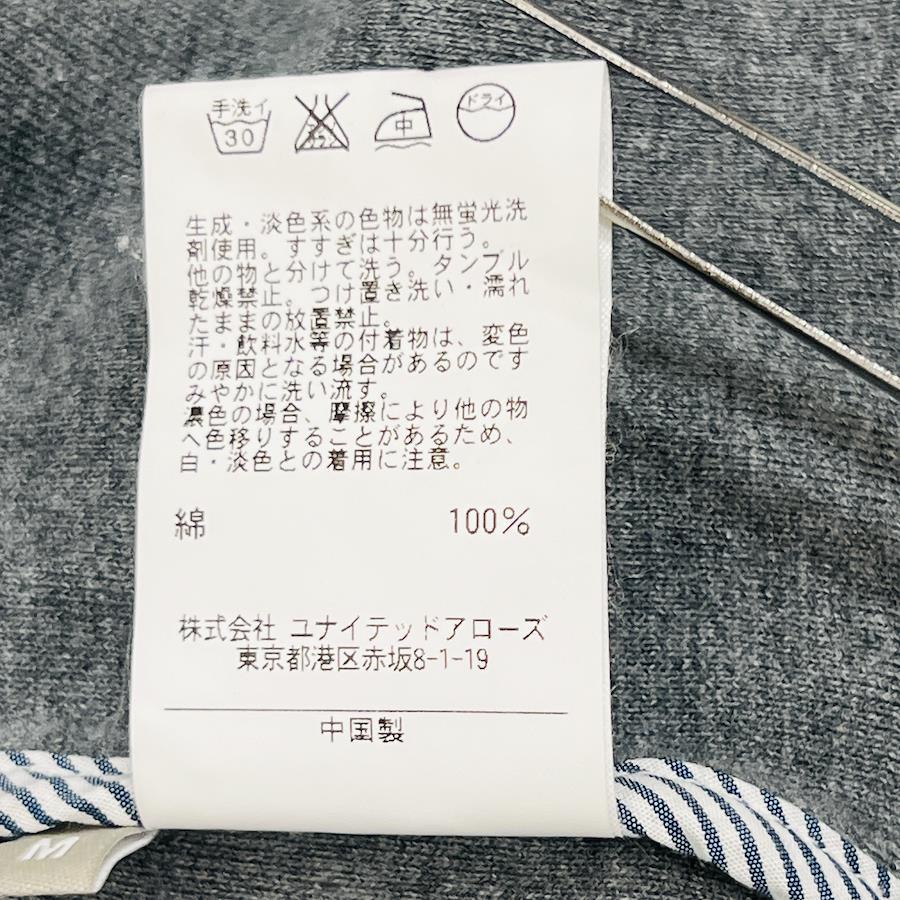 手洗イ 30 エンソサラシ 中 ドライ
生成・淡色系の色物は無蛍光洗
剤使用。すすぎは十分行う。
他の物と分けて洗う。タンブル
乾燥禁止。つけ置き洗い・濡れ
たままの放置禁止。
汗・飲料水等の付着物は、変色
の原因となる場合があるのです
みやかに洗い流す。
濃色の場合、摩擦により他の物
へ色移りすることがあるため、
白・淡色との着用に注意。
綿 100%
株式会社 ユナイテッドアローズ
東京都港区赤坂8-1-19
中国製
M